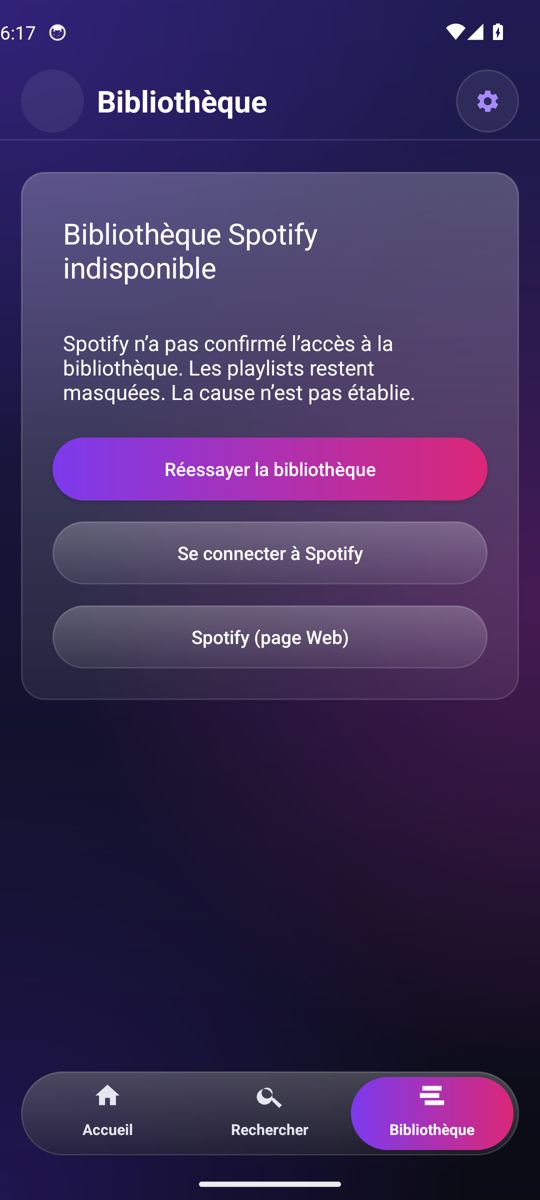 6:17
Bibliothèque
Bibliothèque Spotify
indisponible
Spotify n’a pas confirmé l’accès à la
bibliothèque. Les playlists restent
masquées. La cause n’est pas établie.
Réessayer la bibliothèque
Se connecter à Spotify
Spotify (page Web)
Accueil
Rechercher
Bibliothèque